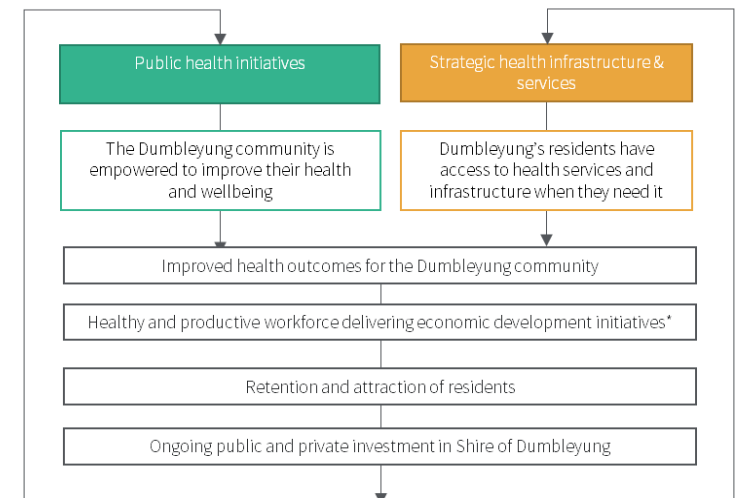 Public health initiatives
Strategic health infrastructure &
services
The Dumbleyung community is
empowered to improve their health
and wellbeing
Dumbleyung’s residents have
access to health services and
infrastructure when they need it
Improved health outcomes for the Dumbleyung community
Healthy and productive workforce delivering economic development initiatives*
Retention and attraction of residents
Ongoing public and private investment in Shire of Dumbleyung